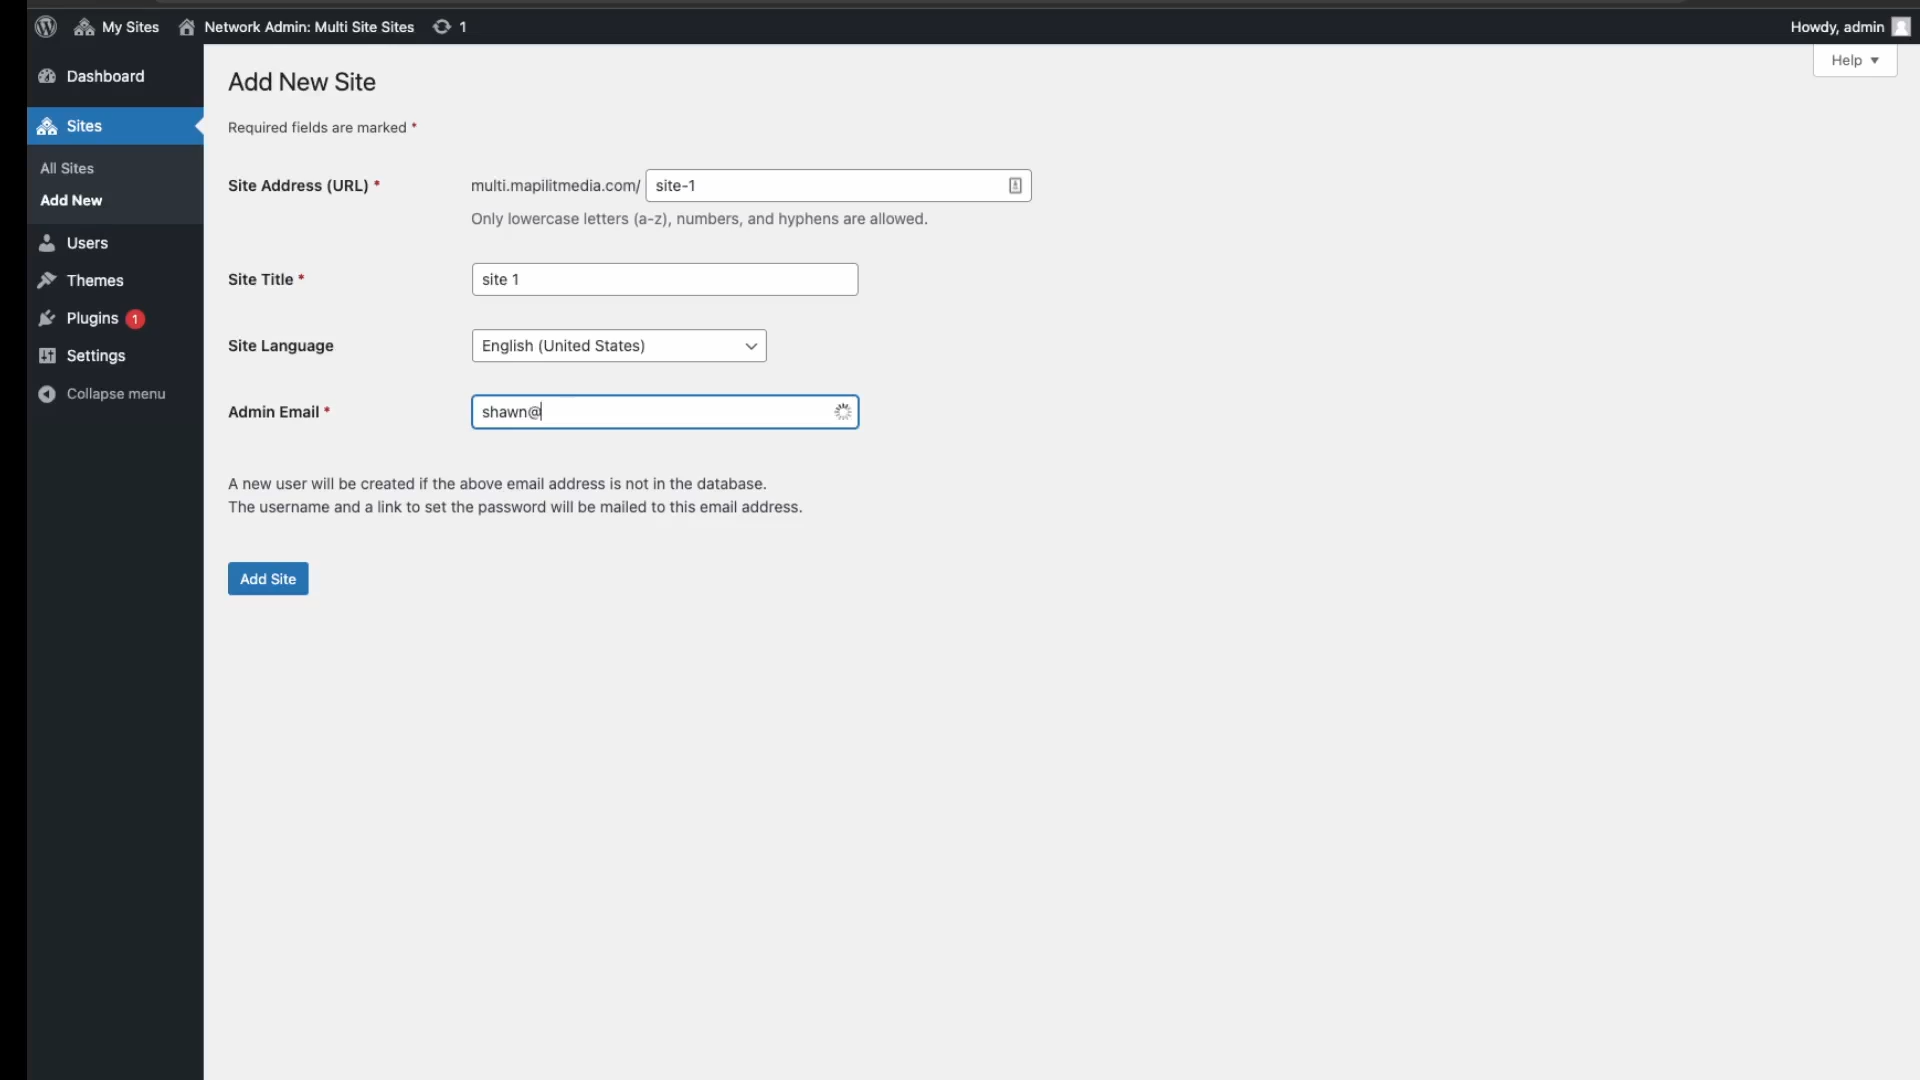 My Sites Network Admin: Multi Site Sites 1 Howdy, admin
Help
Dashboard
Sites
All Sites
Add New
Users
Themes
Plugins 1
Settings
Collapse menu
Add New Site
Required fields are marked *
Site Address (URL) * multi.mapilitmedia.com/ site-1
Only lowercase letters (a-z), numbers, and hyphens are allowed.
Site Title * site 1
Site Language English (United States)
Admin Email * shawn@
A new user will be created if the above email address is not in the database.
The username and a link to set the password will be mailed to this email address.
Add Site